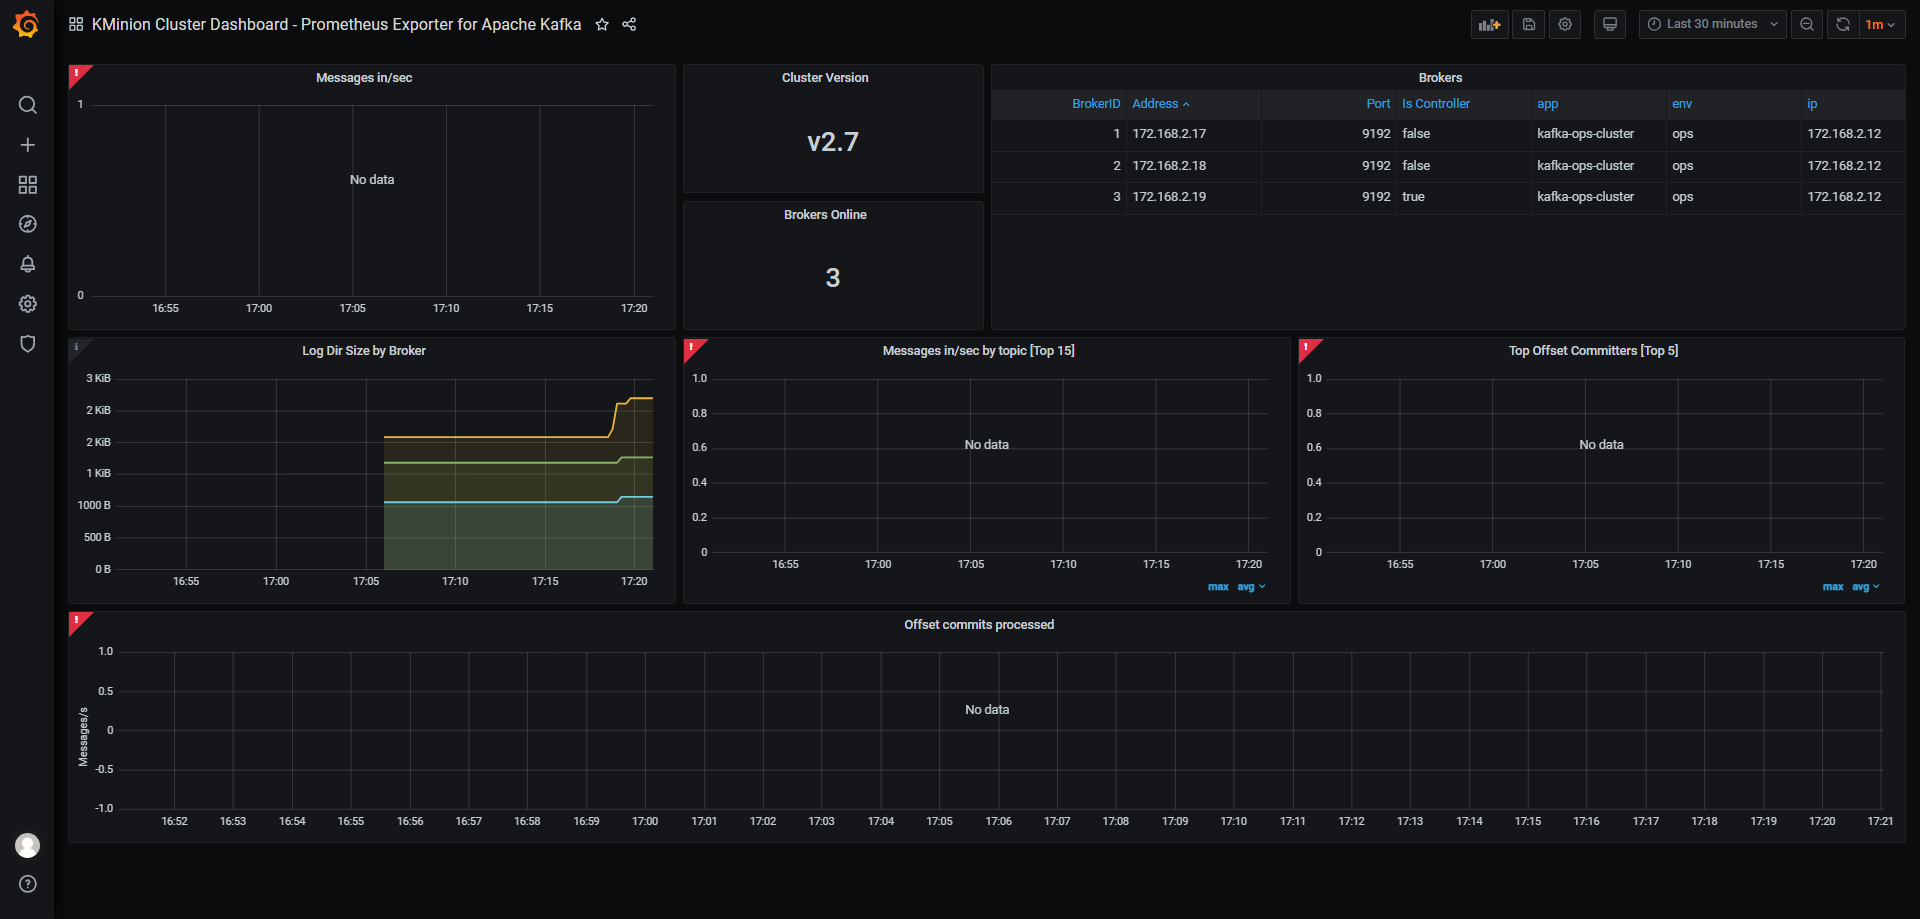 KMinion Cluster Dashboard - Prometheus Exporter for Apache Kafka
Last 30 minutes
1m
Messages in/sec
1
No data
0
16:55 17:00 17:05 17:10 17:15 17:20
Cluster Version
v2.7
Brokers Online
3
Brokers
BrokerID Address Port Is Controller app env ip
1 172.168.2.17 9192 false kafka-ops-cluster ops 172.168.2.12
2 172.168.2.18 9192 false kafka-ops-cluster ops 172.168.2.12
3 172.168.2.19 9192 true kafka-ops-cluster ops 172.168.2.12
Log Dir Size by Broker
3 KiB
2 KiB
2 KiB
1 KiB
1000 B
500 B
0 B
16:55 17:00 17:05 17:10 17:15 17:20
Messages in/sec by topic [Top 15]
1.0
0.8
No data
0.6
0.4
0.2
0
16:55 17:00 17:05 17:10 17:15 17:20
max avg
Top Offset Committers [Top 5]
1.0
0.8
No data
0.6
0.4
0.2
0
16:55 17:00 17:05 17:10 17:15 17:20
max avg
Offset commits processed
Messages/s
1.0
0.5
No data
0
-0.5
-1.0
16:52 16:53 16:54 16:55 16:56 16:57 16:58 16:59 17:00 17:01 17:02 17:03 17:04 17:05 17:06 17:07 17:08 17:09 17:10 17:11 17:12 17:13 17:14 17:15 17:16 17:17 17:18 17:19 17:20 17:21